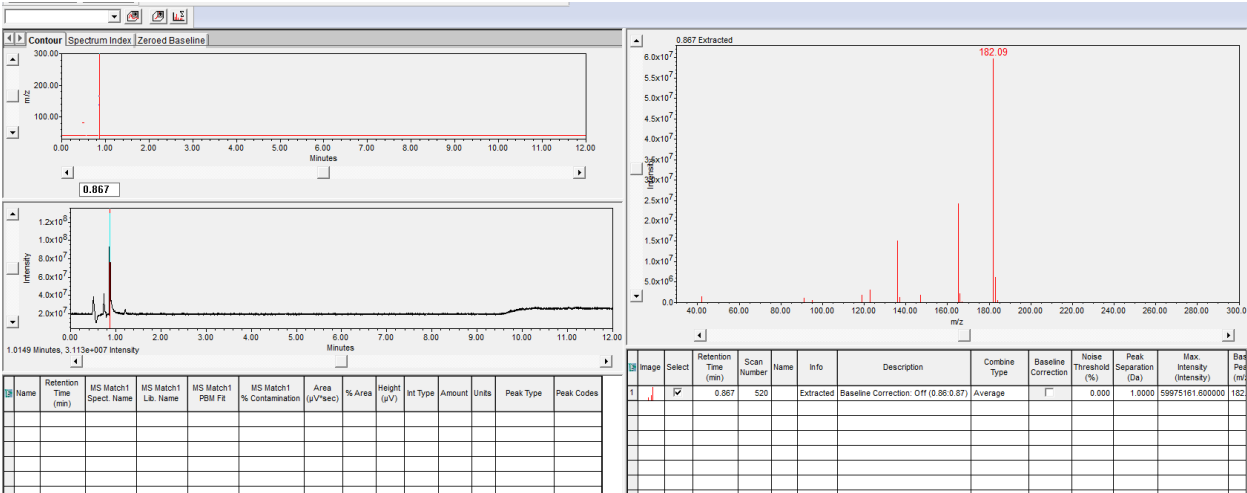 Contour Spectrum Index Zeroed Baseline
300.00
200.00
100.00
m/z
0.00 1.00 2.00 3.00 4.00 5.00 6.00 7.00 8.00 9.00 10.00 11.00 12.00
Minutes
0.867
1.2x10⁸
1.0x10⁸
8.0x10⁷
6.0x10⁷
4.0x10⁷
2.0x10⁷
Intensity
0.00 1.00 2.00 3.00 4.00 5.00 6.00 7.00 8.00 9.00 10.00 11.00 12.00
1.0149 Minutes, 3.113e+007 Intensity
Minutes
Name Retention Time (min) MS Match1 Spect. Name MS Match1 Lib. Name MS Match1 PBM Fit MS Match1 % Contamination Area (µV*sec) % Area Height (µV) Int Type Amount Units Peak Type Peak Codes
0.867 Extracted
182.09
6.0x10⁷
5.5x10⁷
5.0x10⁷
4.5x10⁷
4.0x10⁷
3.5x10⁷
3.0x10⁷
2.5x10⁷
2.0x10⁷
1.5x10⁷
1.0x10⁷
5.0x10⁶
0.0
Intensity
40.00 60.00 80.00 100.00 120.00 140.00 160.00 180.00 200.00 220.00 240.00 260.00 280.00 300.0
m/z
Image Select Retention Time (min) Scan Number Name Info Description Combine Type Baseline Correction Noise Threshold (%) Peak Separation (Da) Max. Intensity (Intensity) Bas Pea (m/
1 0.867 520 Extracted Baseline Correction: Off (0.86:0.87) Average 0.000 1.0000 59975161.600000 182.